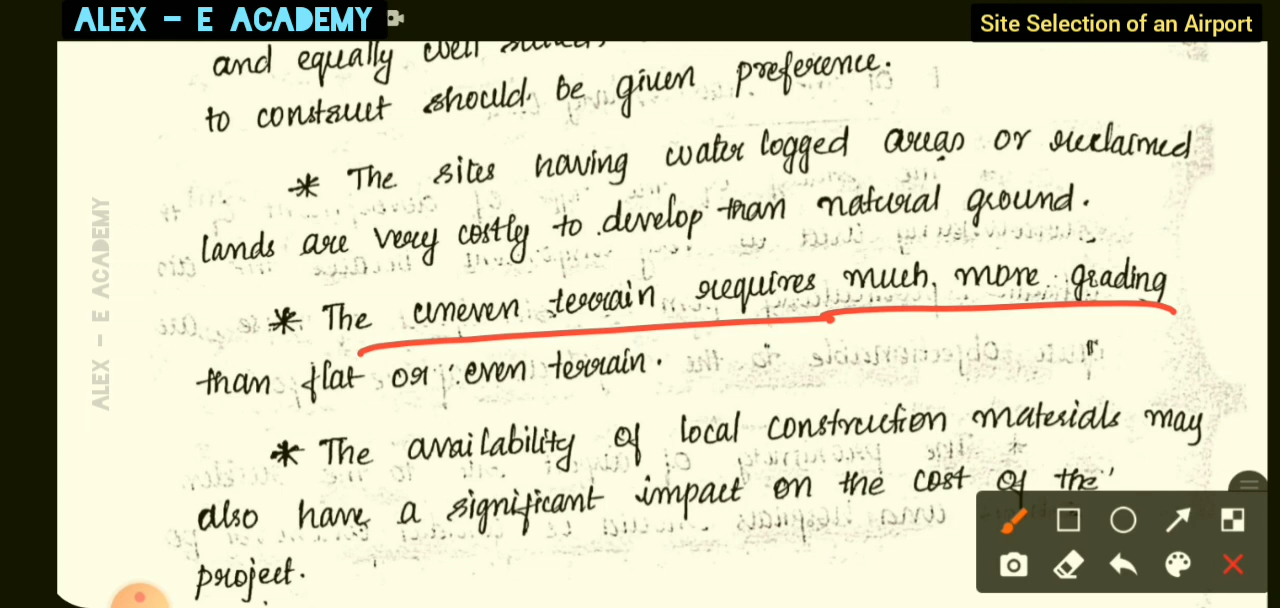 ALEX – E ACADEMY
Site Selection of an Airport
and equally well
to construct should be given preference.
* The sites having water logged areas or reclaimed
lands are very costly to develop than natural ground.
* The uneven terrain requires much more grading
than flat or even terrain.
* The availability of local construction materials may
also have a significant impact on the cost of the
project.
ALEX – E ACADEMY